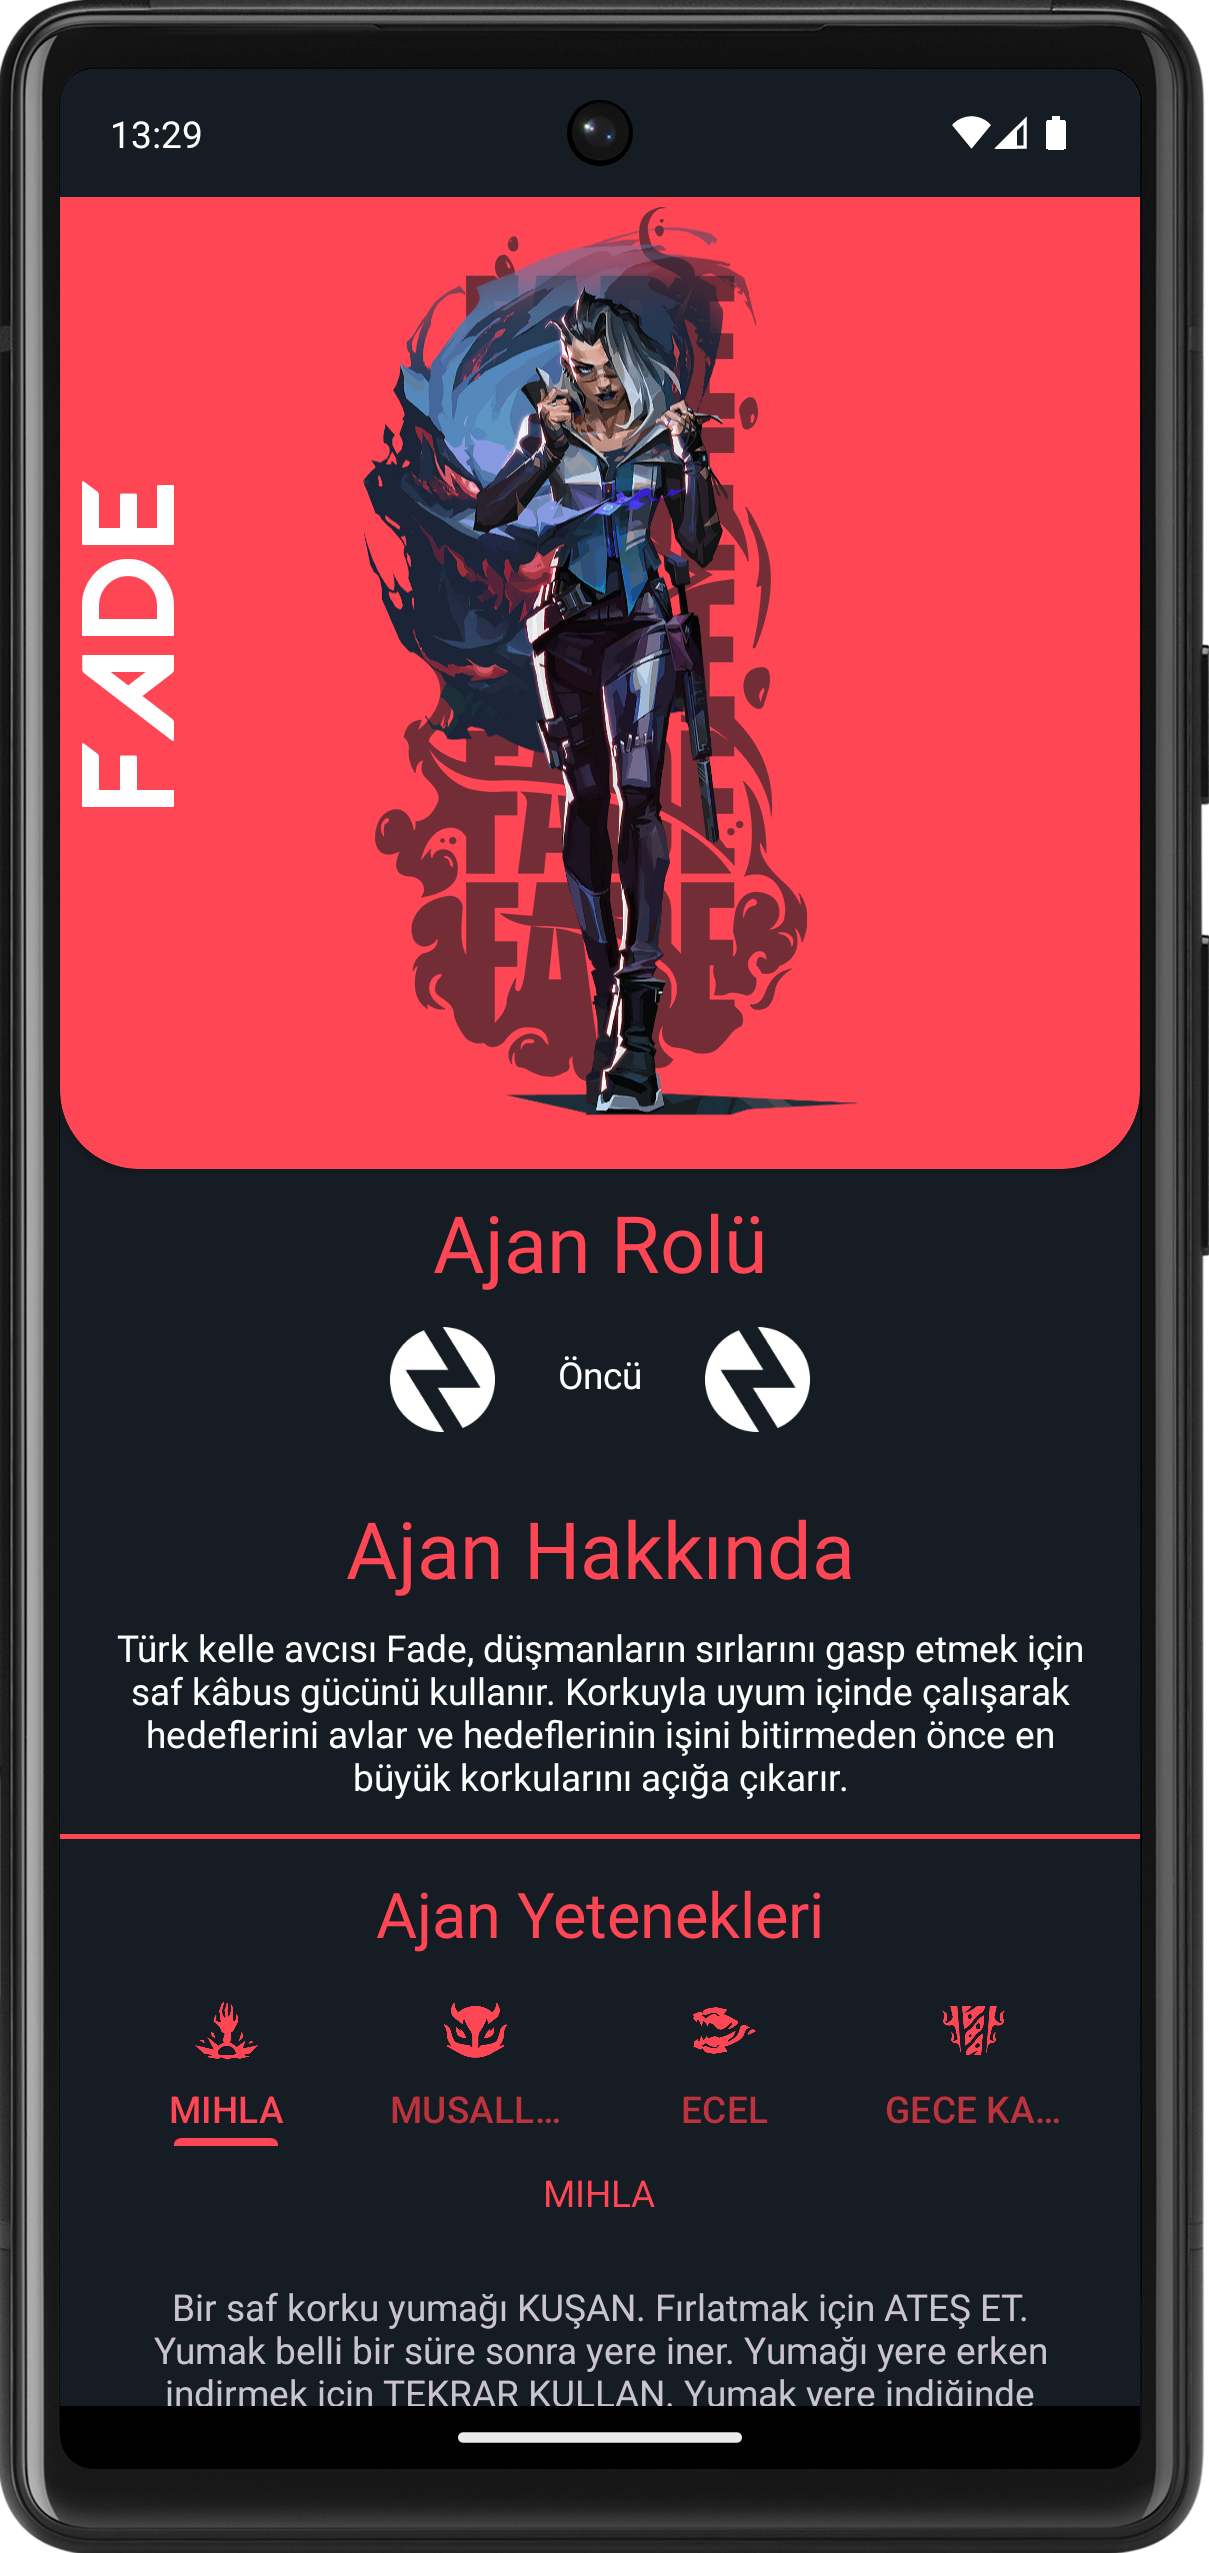 13:29
FADE
FADE
FADE
Ajan Rolü
Öncü
Ajan Hakkında
Türk kelle avcısı Fade, düşmanların sırlarını gasp etmek için
saf kâbus gücünü kullanır. Korkuyla uyum içinde çalışarak
hedeflerini avlar ve hedeflerinin işini bitirmeden önce en
büyük korkularını açığa çıkarır.
Ajan Yetenekleri
MIHLA
MUSALL...
ECEL
GECE KA...
MIHLA
Bir saf korku yumağı KUŞAN. Fırlatmak için ATEŞ ET.
Yumak belli bir süre sonra yere iner. Yumağı yere erken
indirmek için TEKRAR KULLAN. Yumak yere indiğinde